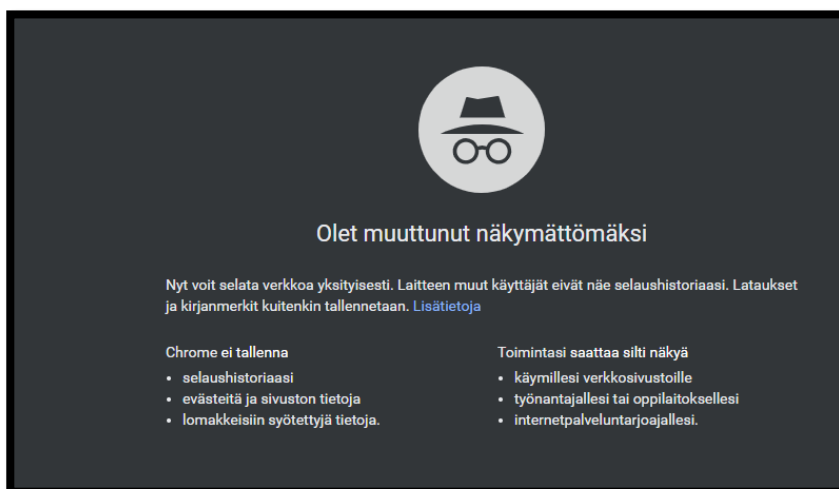 Olet muuttunut näkymättömäksi
Nyt voit selata verkkoa yksityisesti. Laitteen muut käyttäjät eivät näe selaushistoriaasi. Lataukset
ja kirjanmerkit kuitenkin tallennetaan. Lisätietoja
Chrome ei tallenna
• selaushistoriaasi
• evästeitä ja sivuston tietoja
• lomakkeisiin syötettyjä tietoja.
Toimintasi saattaa silti näkyä
• käymillesi verkkosivustoille
• työnantajallesi tai oppilaitoksellesi
• internetpalveluntarjoajallesi.